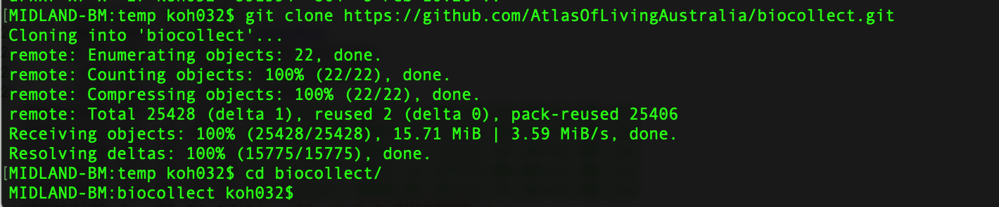 [MIDLAND-BM:temp koh032$ git clone https://github.com/AtlasOfLivingAustralia/biocollect.git
Cloning into 'biocollect'...
remote: Enumerating objects: 22, done.
remote: Counting objects: 100% (22/22), done.
remote: Compressing objects: 100% (22/22), done.
remote: Total 25428 (delta 1), reused 2 (delta 0), pack-reused 25406
Receiving objects: 100% (25428/25428), 15.71 MiB | 3.59 MiB/s, done.
Resolving deltas: 100% (15775/15775), done.
[MIDLAND-BM:temp koh032$ cd biocollect/
MIDLAND-BM:biocollect koh032$